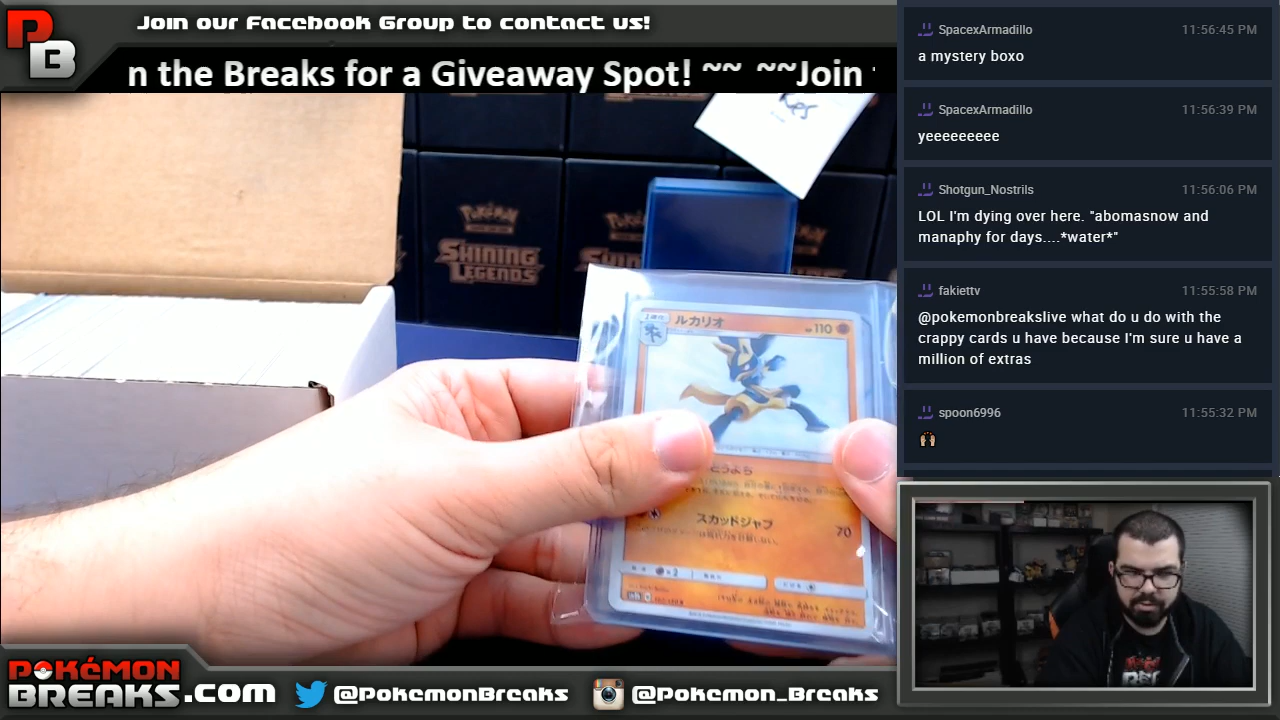 PB
Join our Facebook Group to contact us!
n the Breaks for a Giveaway Spot! ~~ ~~Join
POKÉMON
SHINING
LEGENDS
ルカリオ
110
スカッドジャブ
70
×2
SpacexArmadillo 11:56:45 PM
a mystery boxo
SpacexArmadillo 11:56:39 PM
yeeeeeeeee
Shotgun_Nostrils 11:56:06 PM
LOL I'm dying over here. "abomasnow and
manaphy for days....*water*"
fakiettv 11:55:58 PM
@pokemonbreakslive what do u do with the
crappy cards u have because I'm sure u have a
million of extras
spoon6996 11:55:32 PM
POKéMON
BREAKS.com
@PokemonBreaks
@Pokemon_Breaks